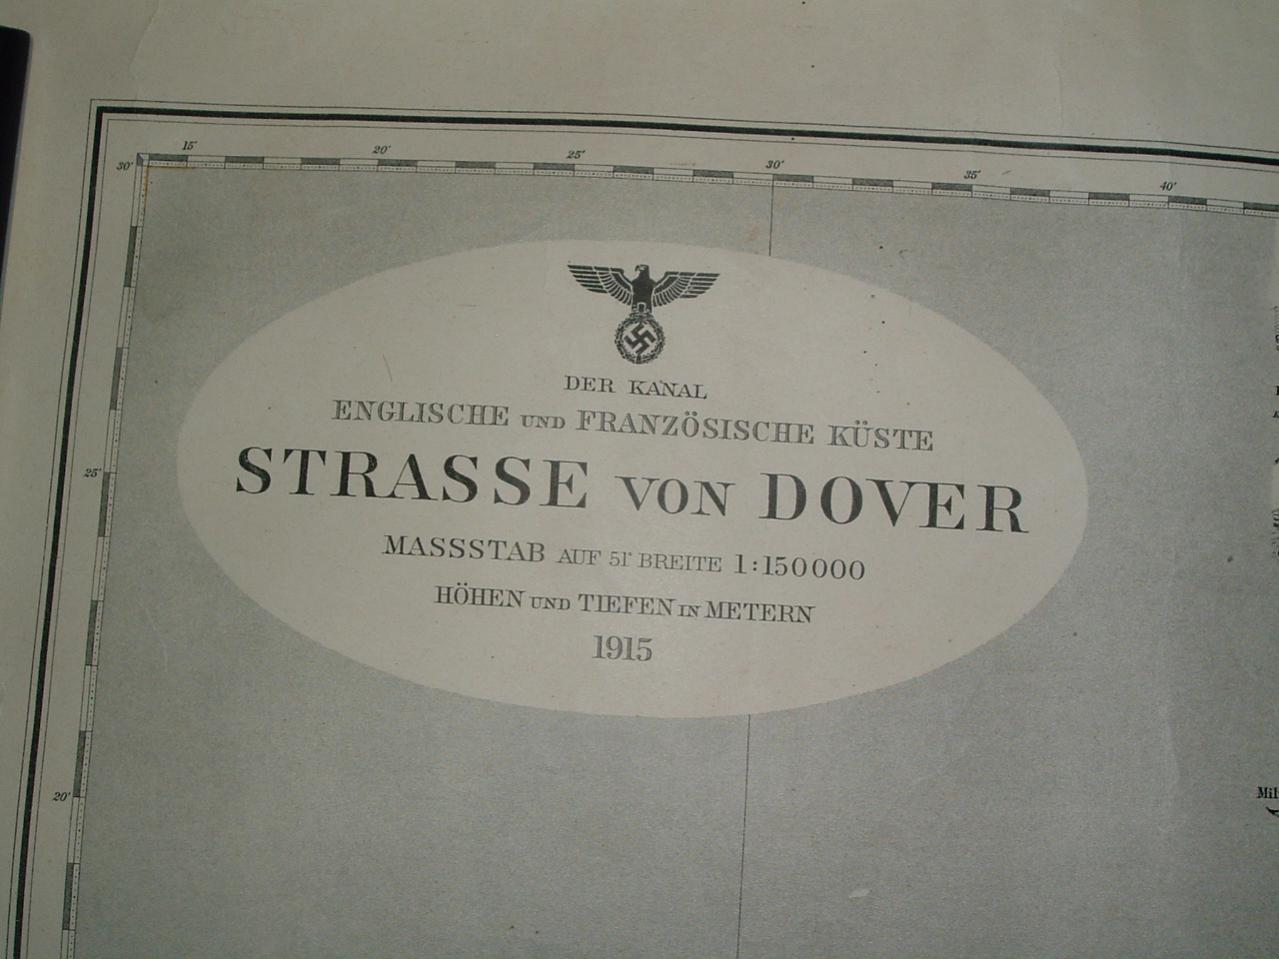 15′ 20′ 25′ 30′ 35′ 40′
30′
DER KANAL
ENGLISCHE UND FRANZÖSISCHE KÜSTE
STRASSE VON DOVER
MASSSTAB AUF 51° BREITE 1:150000
HÖHEN UND TIEFEN IN METERN
1915
25′
20′
Mil